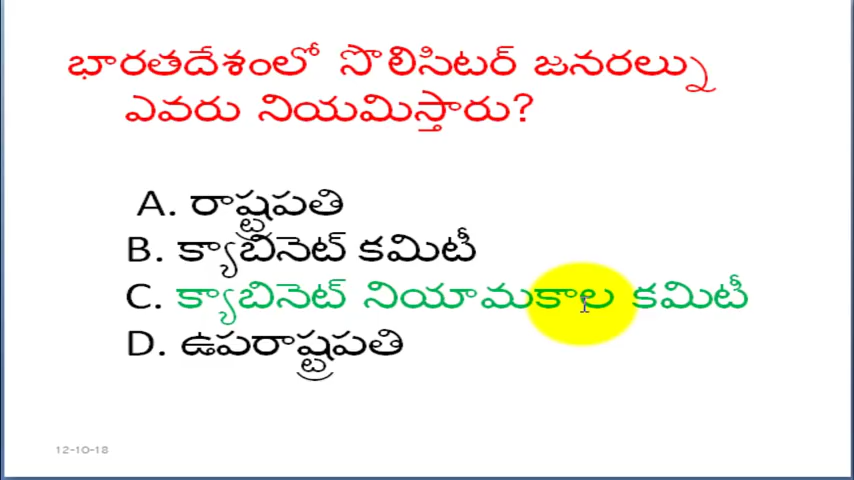 భారతదేశంలో సొలిసిటర్ జనరల్ను
ఎవరు నియమిస్తారు?
A. రాష్ట్రపతి
B. క్యాబినెట్ కమిటీ
C. క్యాబినెట్ నియామకాల కమిటీ
D. ఉపరాష్ట్రపతి
12-10-18